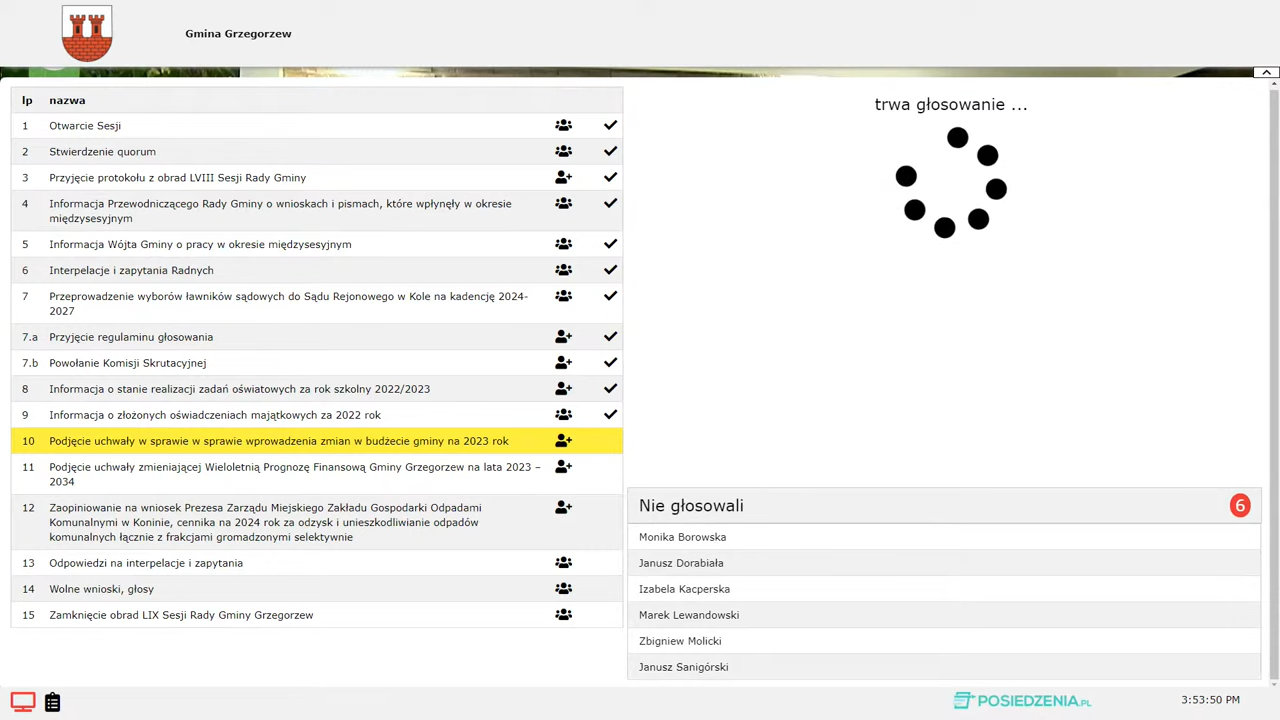 Gmina Grzegorzew
lp nazwa
1 Otwarcie Sesji
2 Stwierdzenie quorum
3 Przyjęcie protokołu z obrad LVIII Sesji Rady Gminy
4 Informacja Przewodniczącego Rady Gminy o wnioskach i pismach, które wpłynęły w okresie
międzysesyjnym
5 Informacja Wójta Gminy o pracy w okresie międzysesyjnym
6 Interpelacje i zapytania Radnych
7 Przeprowadzenie wyborów ławników sądowych do Sądu Rejonowego w Kole na kadencję 2024-
2027
7.a Przyjęcie regulaminu głosowania
7.b Powołanie Komisji Skrutacyjnej
8 Informacja o stanie realizacji zadań oświatowych za rok szkolny 2022/2023
9 Informacja o złożonych oświadczeniach majątkowych za 2022 rok
10 Podjęcie uchwały w sprawie w sprawie wprowadzenia zmian w budżecie gminy na 2023 rok
11 Podjęcie uchwały zmieniającej Wieloletnią Prognozę Finansową Gminy Grzegorzew na lata 2023 –
2034
12 Zaopiniowanie na wniosek Prezesa Zarządu Miejskiego Zakładu Gospodarki Odpadami
Komunalnymi w Koninie, cennika na 2024 rok za odzysk i unieszkodliwianie odpadów
komunalnych łącznie z frakcjami gromadzonymi selektywnie
13 Odpowiedzi na interpelacje i zapytania
14 Wolne wnioski, głosy
15 Zamknięcie obrad LIX Sesji Rady Gminy Grzegorzew
trwa głosowanie ...
Nie głosowali 6
Monika Borowska
Janusz Dorabiała
Izabela Kacperska
Marek Lewandowski
Zbigniew Molicki
Janusz Sanigórski
POSIEDZENIA.PL
3:53:50 PM